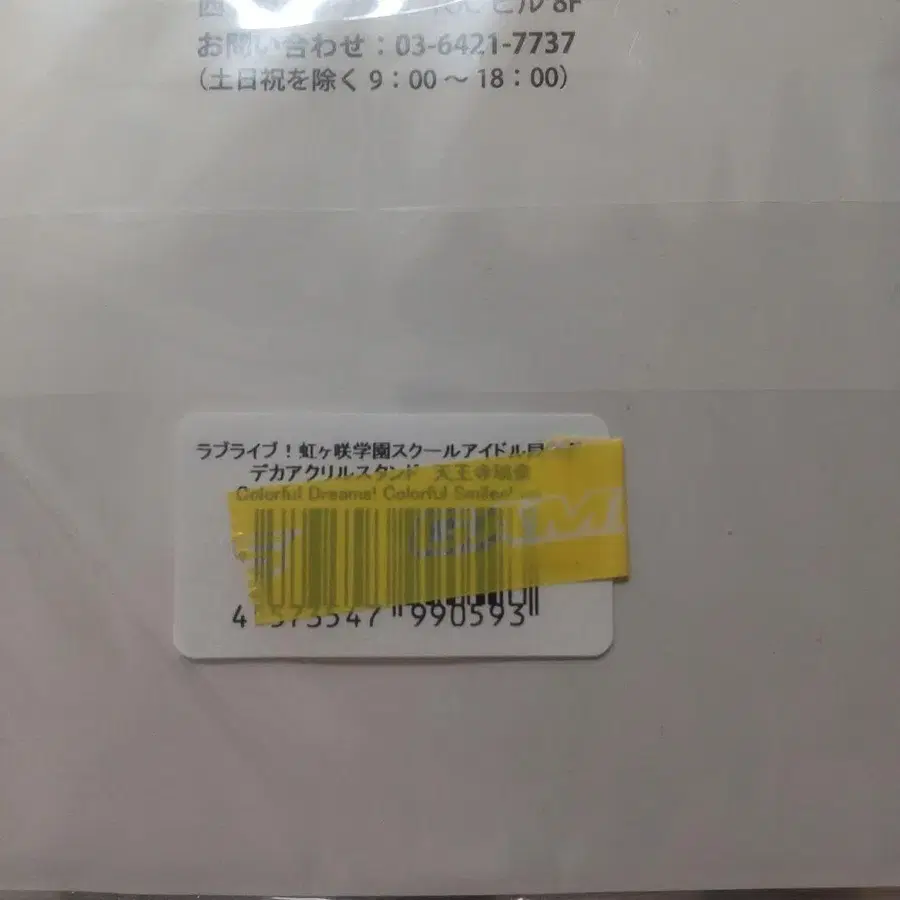 ビル 8F
お問い合わせ：03-6421-7737
（土日祝を除く 9：00 ～ 18：00）
ラブライブ！虹ヶ咲学園スクールアイドル
デカアクリルスタンド 天王寺璃奈
Colorful Dreams! Colorful Smiles!
4 573547 990593